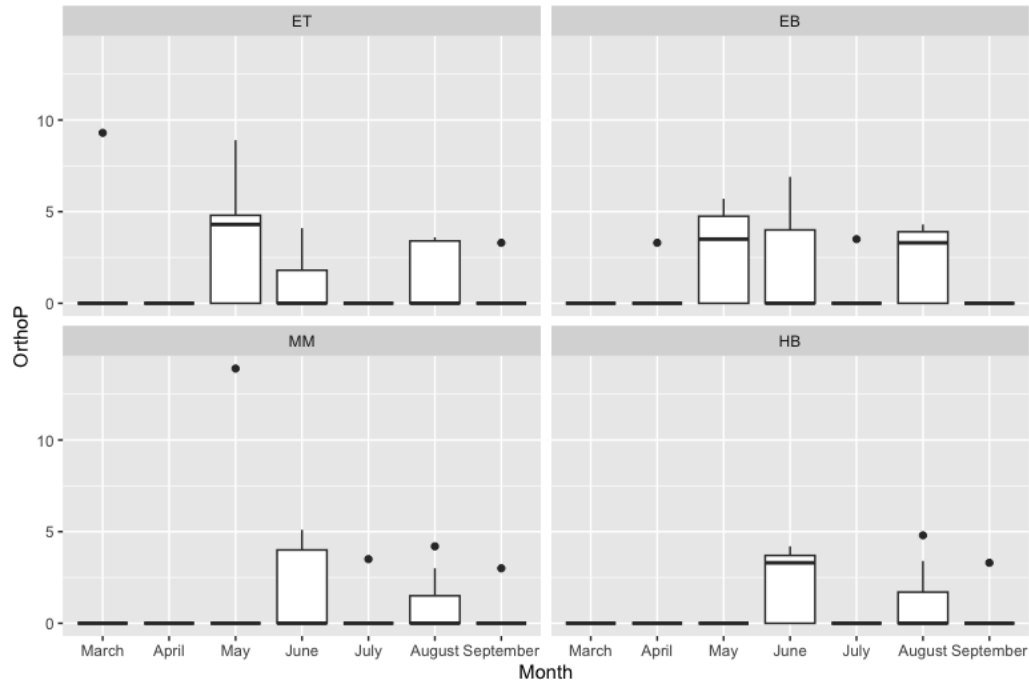 ET EB
10
5
0
OrthoP
MM HB
10
5
0
March April May June July August September March April May June July August September
Month